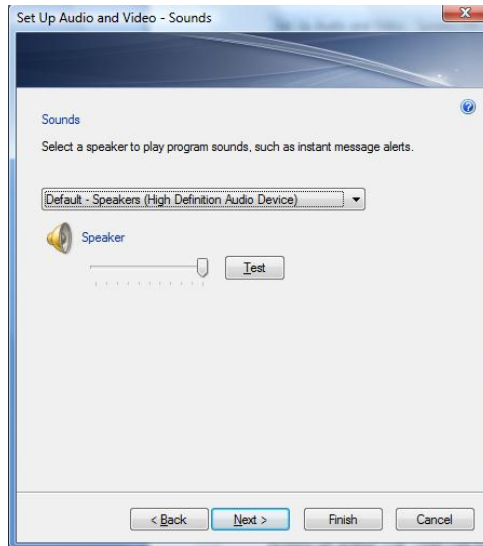 Set Up Audio and Video - Sounds
Sounds
Select a speaker to play program sounds, such as instant message alerts.
Default - Speakers (High Definition Audio Device)
Speaker
Test
< Back
Next >
Finish
Cancel